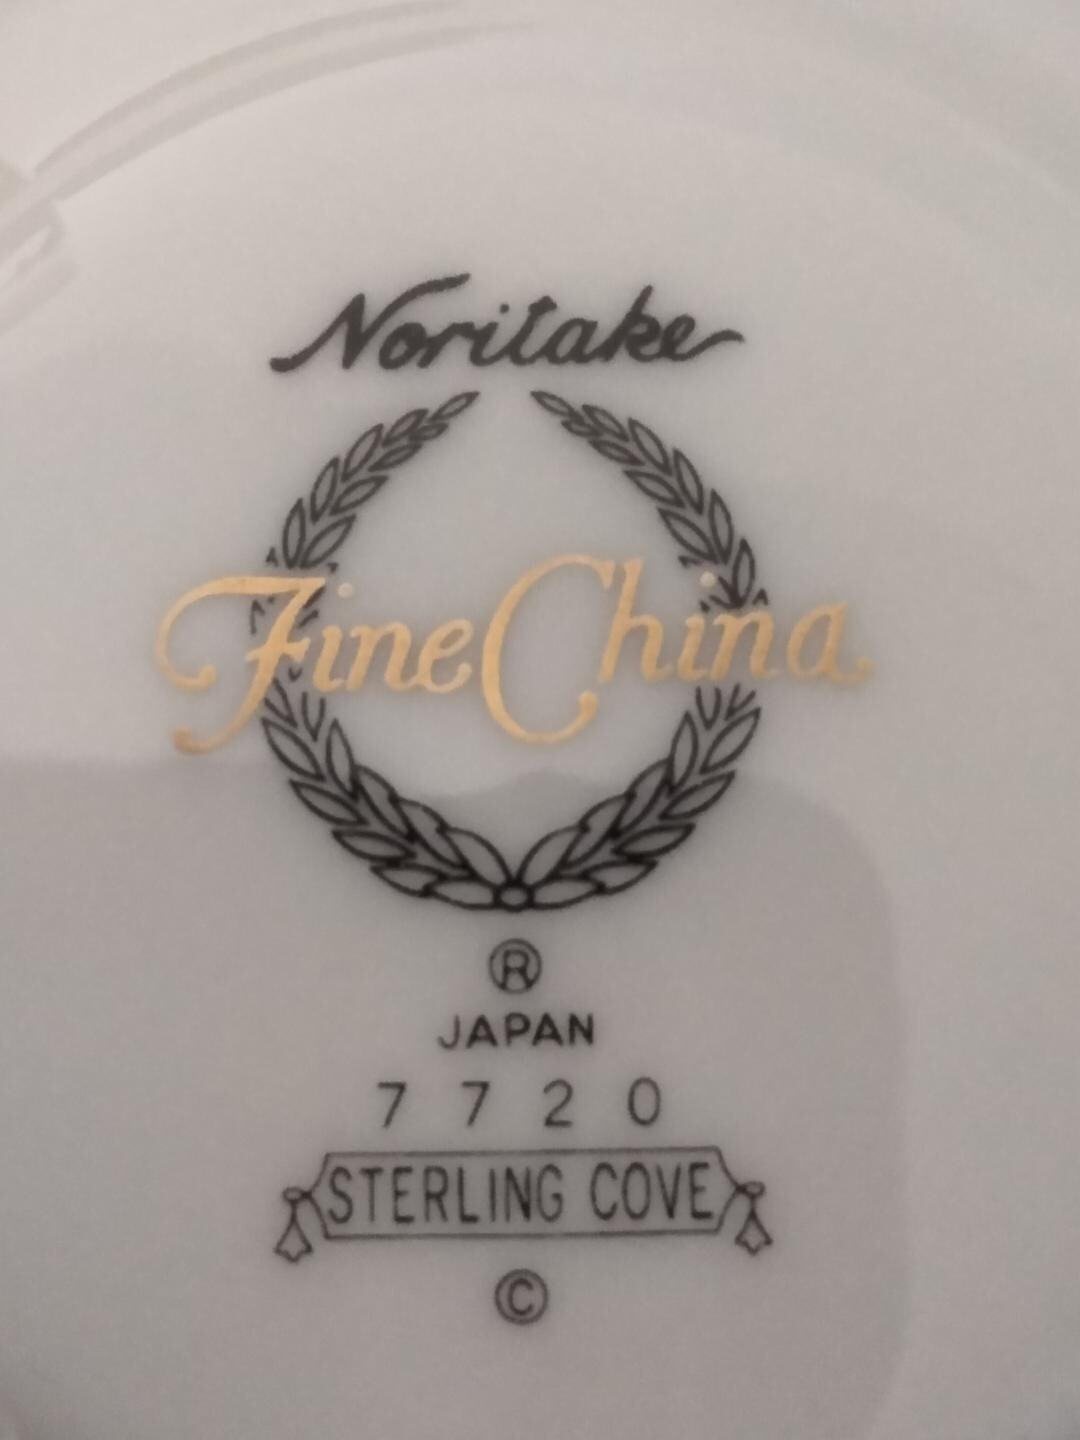 Noritake
Fine China
®
JAPAN
7720
STERLING COVE
©